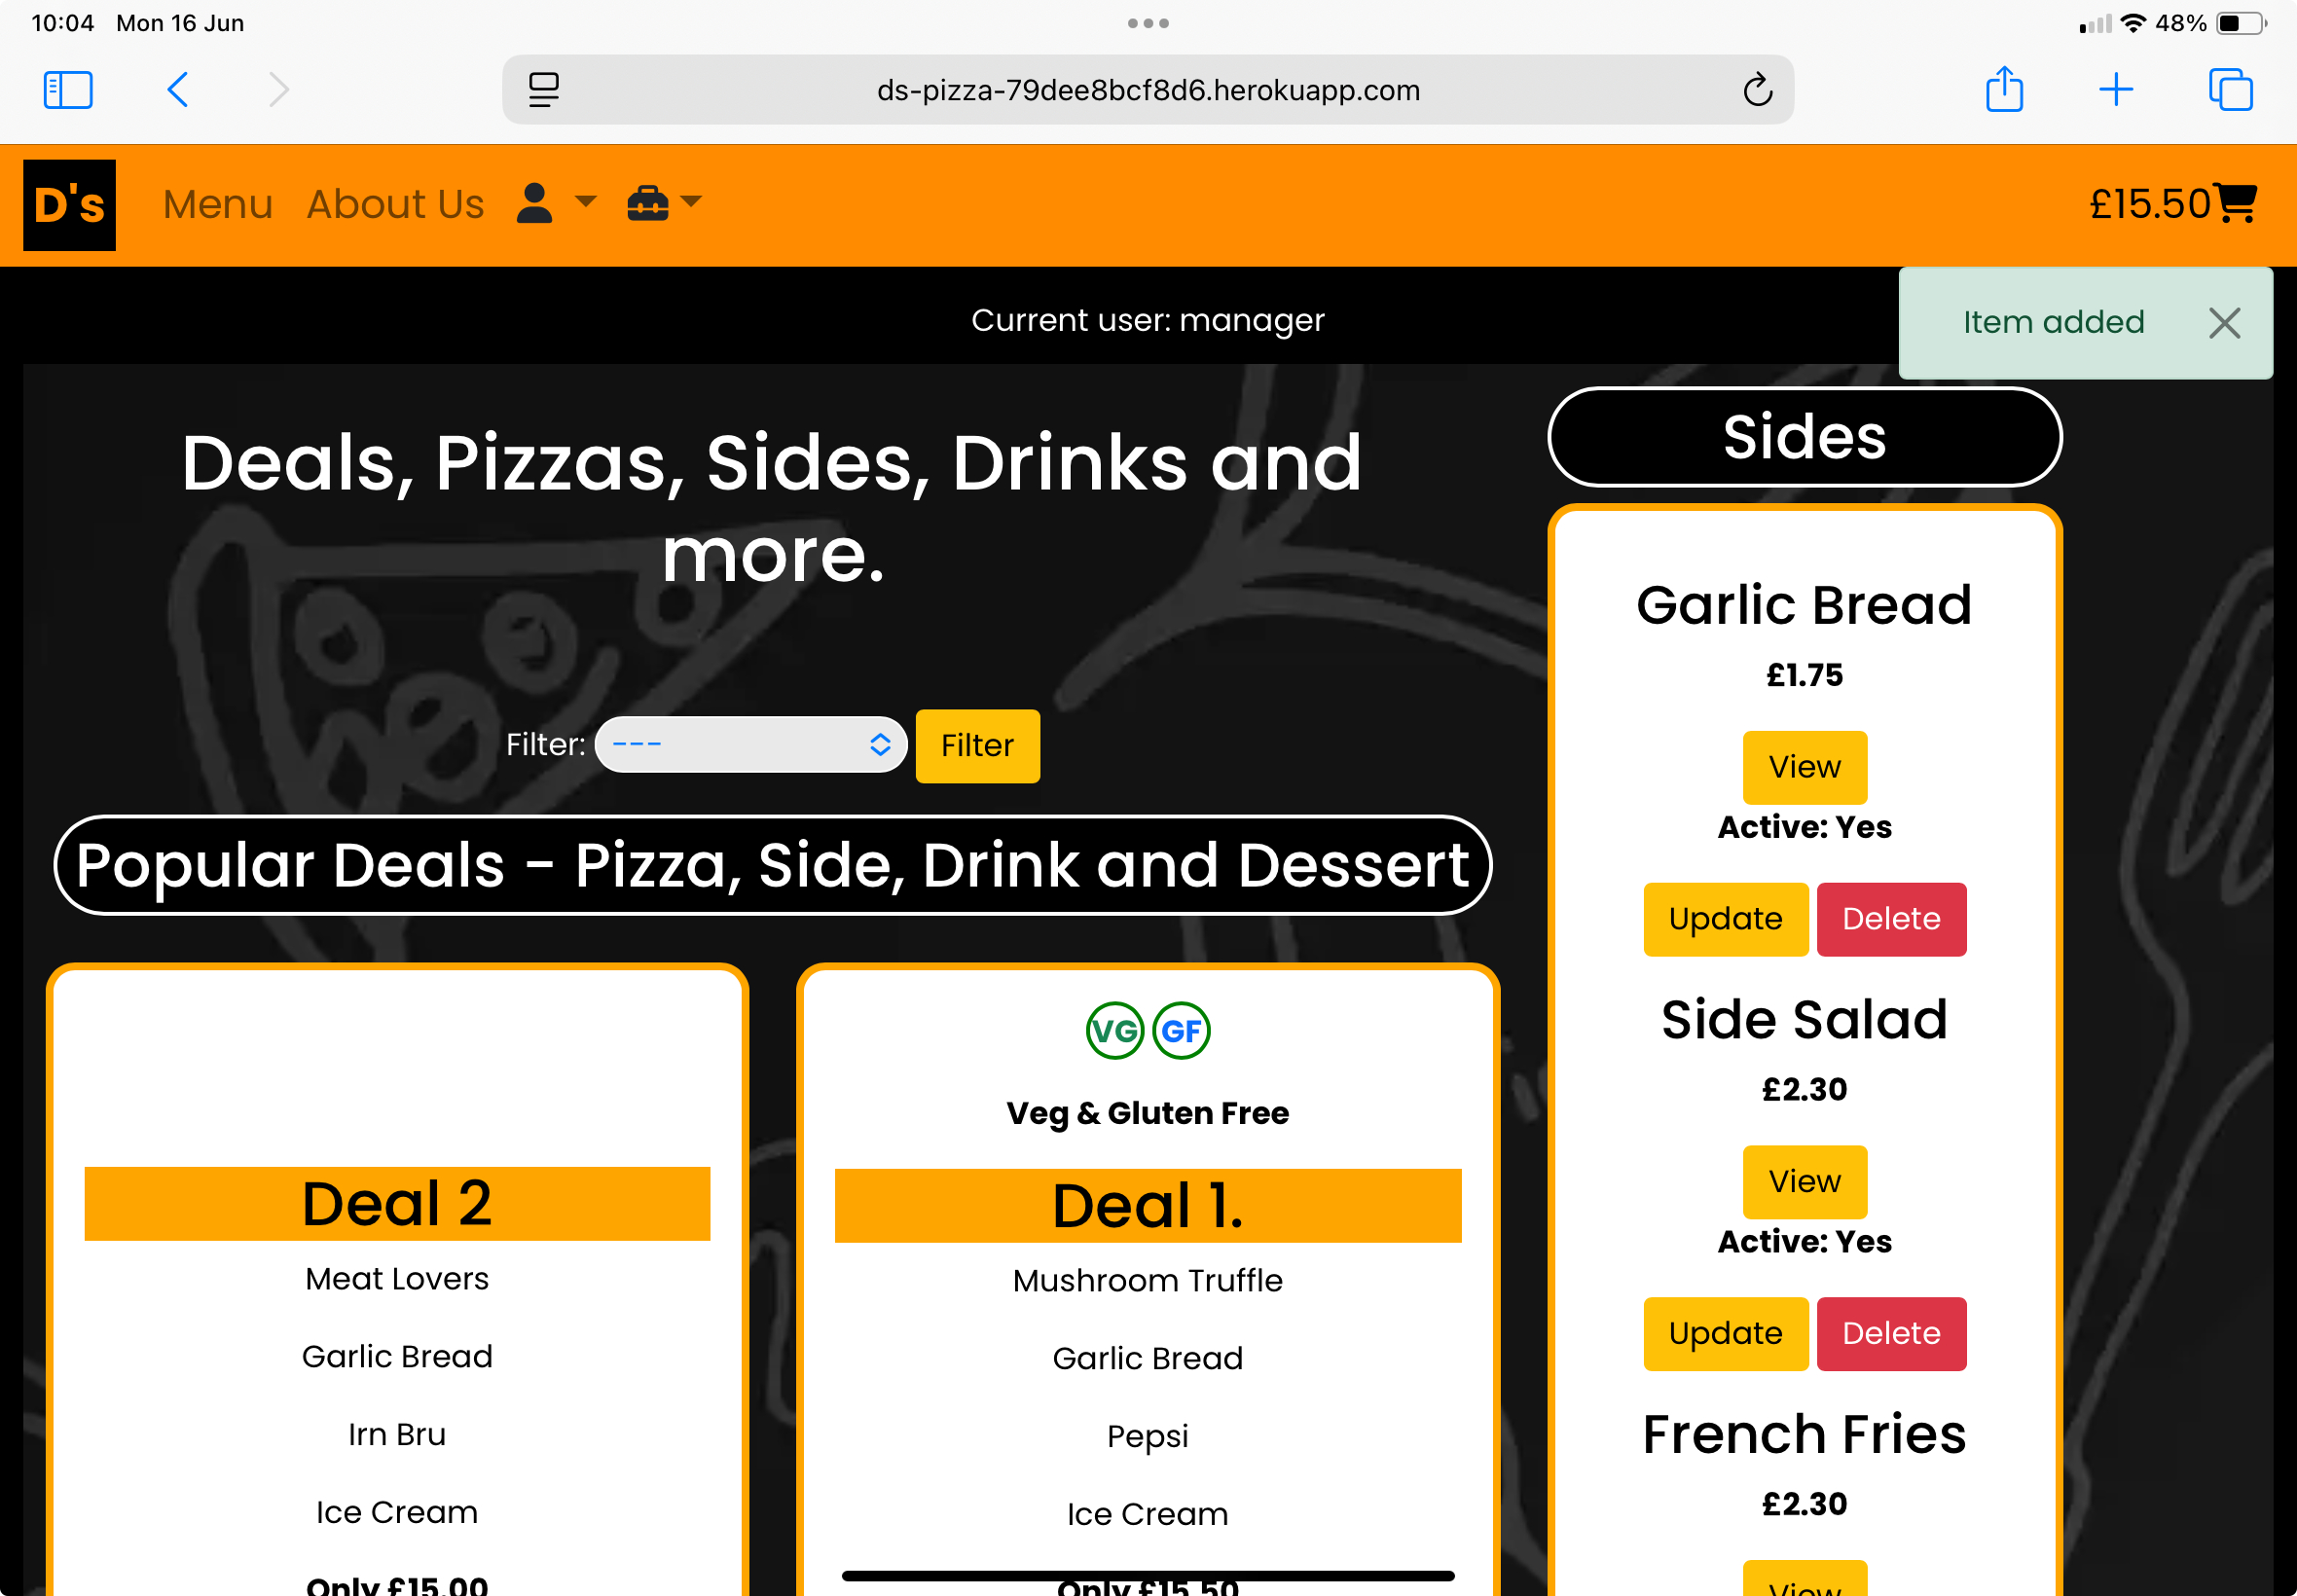 10:04 Mon 16 Jun
48%
ds-pizza-79dee8bcf8d6.herokuapp.com
D's
Menu
About Us
£15.50
Current user: manager
Item added
Deals, Pizzas, Sides, Drinks and
more.
Filter: ---
Filter
Popular Deals - Pizza, Side, Drink and Dessert
Deal 2
Meat Lovers
Garlic Bread
Irn Bru
Ice Cream
Only £15.00
VG GF
Veg & Gluten Free
Deal 1.
Mushroom Truffle
Garlic Bread
Pepsi
Ice Cream
Only £15.50
Sides
Garlic Bread
£1.75
View
Active: Yes
Update Delete
Side Salad
£2.30
View
Active: Yes
Update Delete
French Fries
£2.30
View